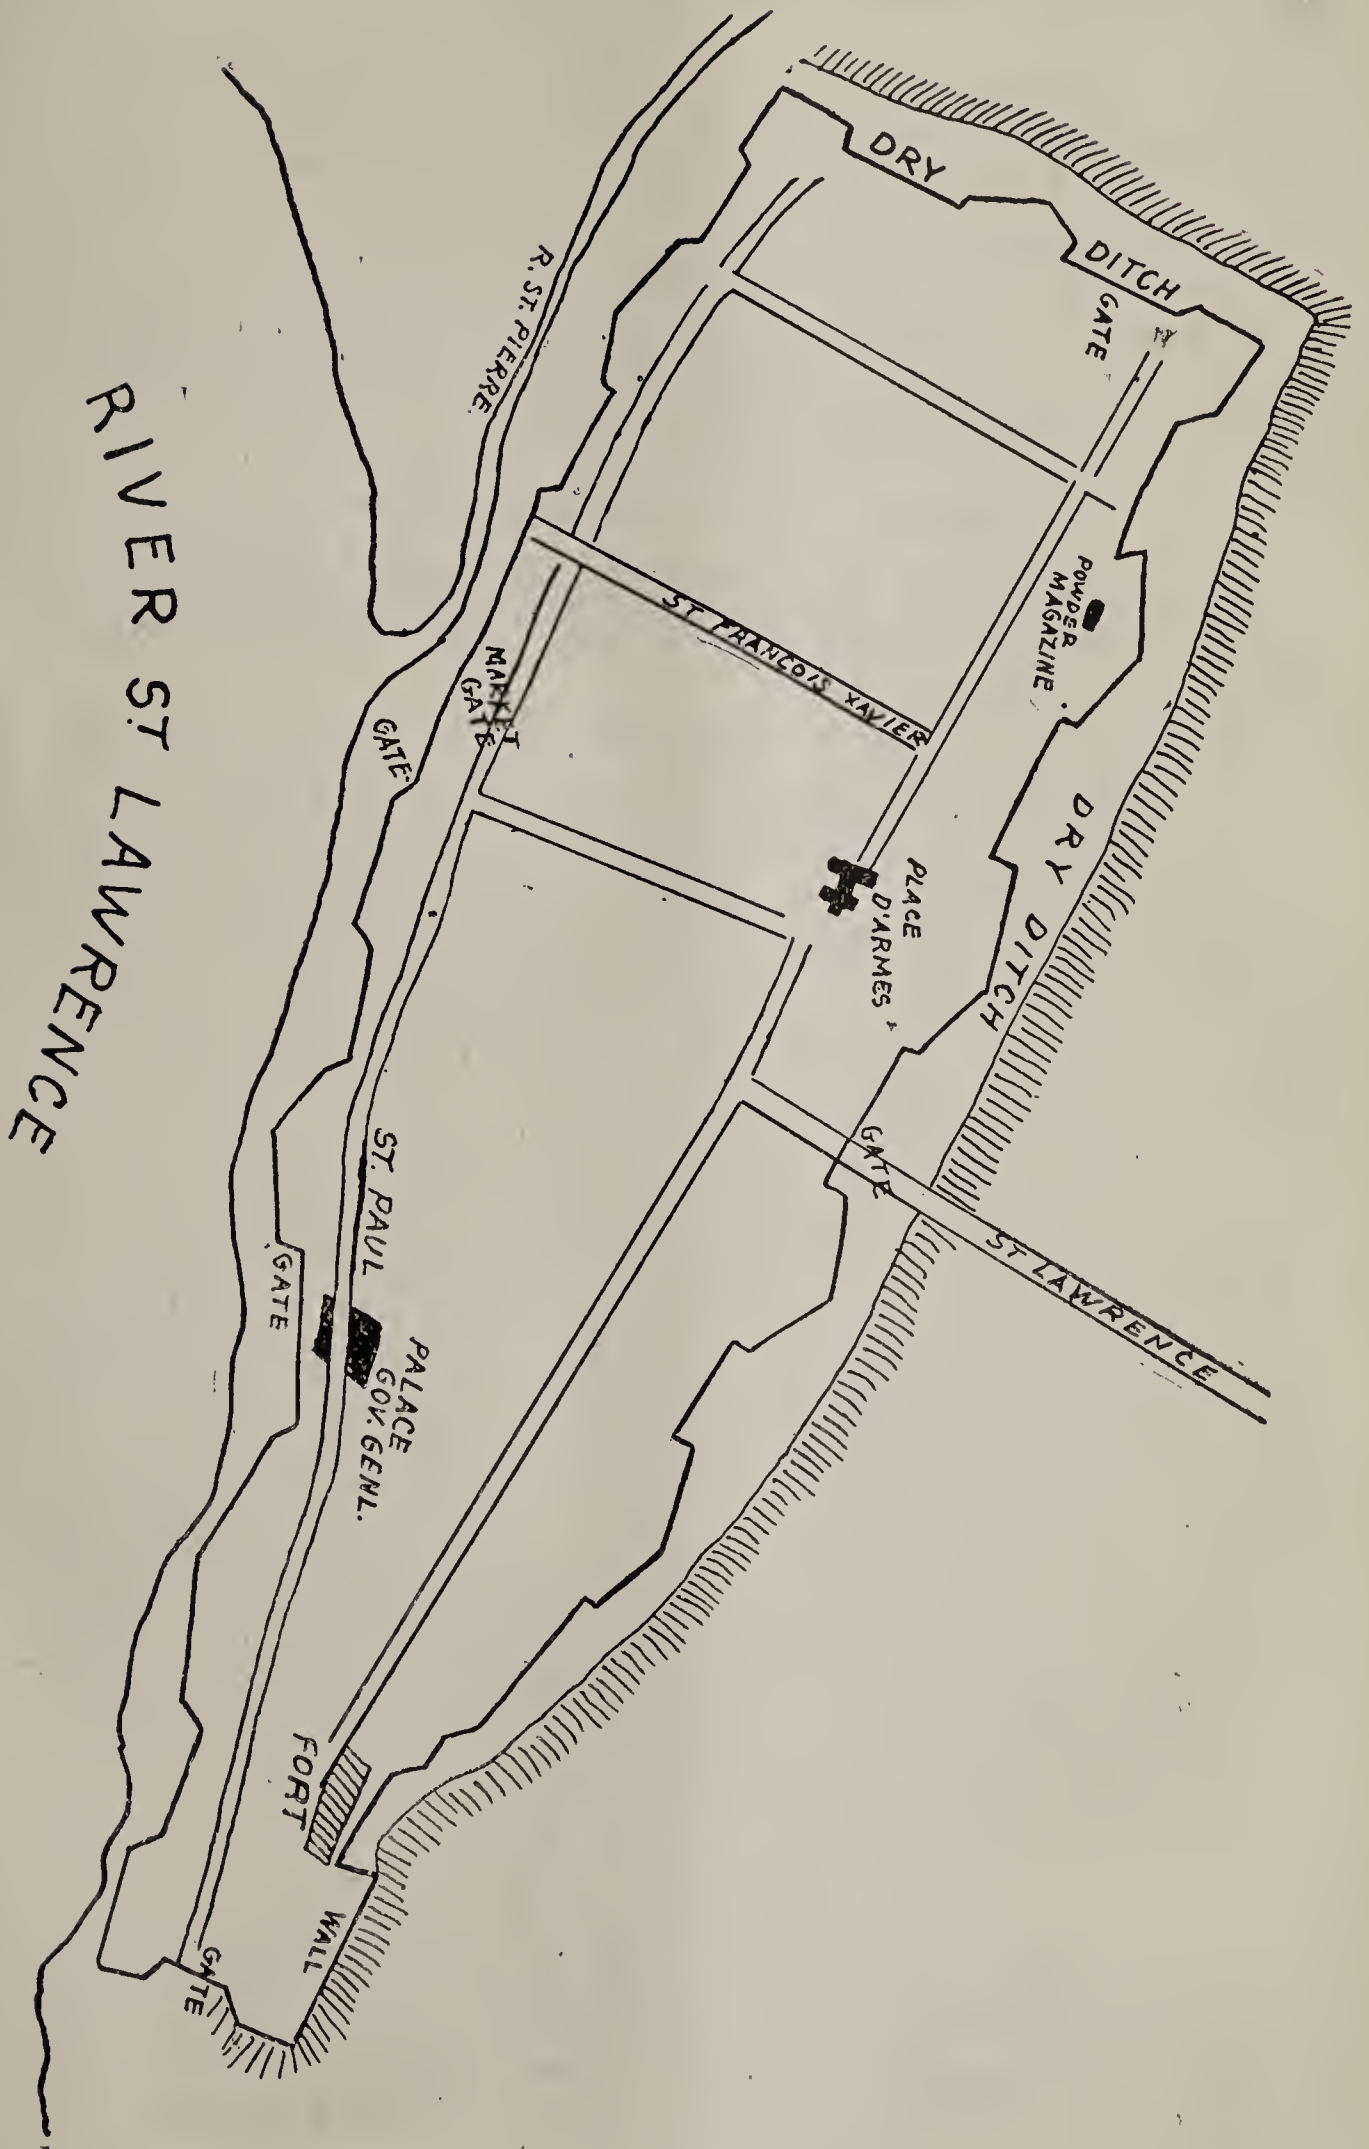 DRY
DITCH
GATE
R. ST. PIERRE.
POWDER
MAGAZINE
ST FRANCOIS XAVIER
MARKET
GATE
GATE
DRY DITCH
PLACE
D'ARMES
GATE
ST LAWRENCE
RIVER ST LAWRENCE
ST. PAUL
GATE
PALACE
GOV. GENL.
FORT
WALL
GATE